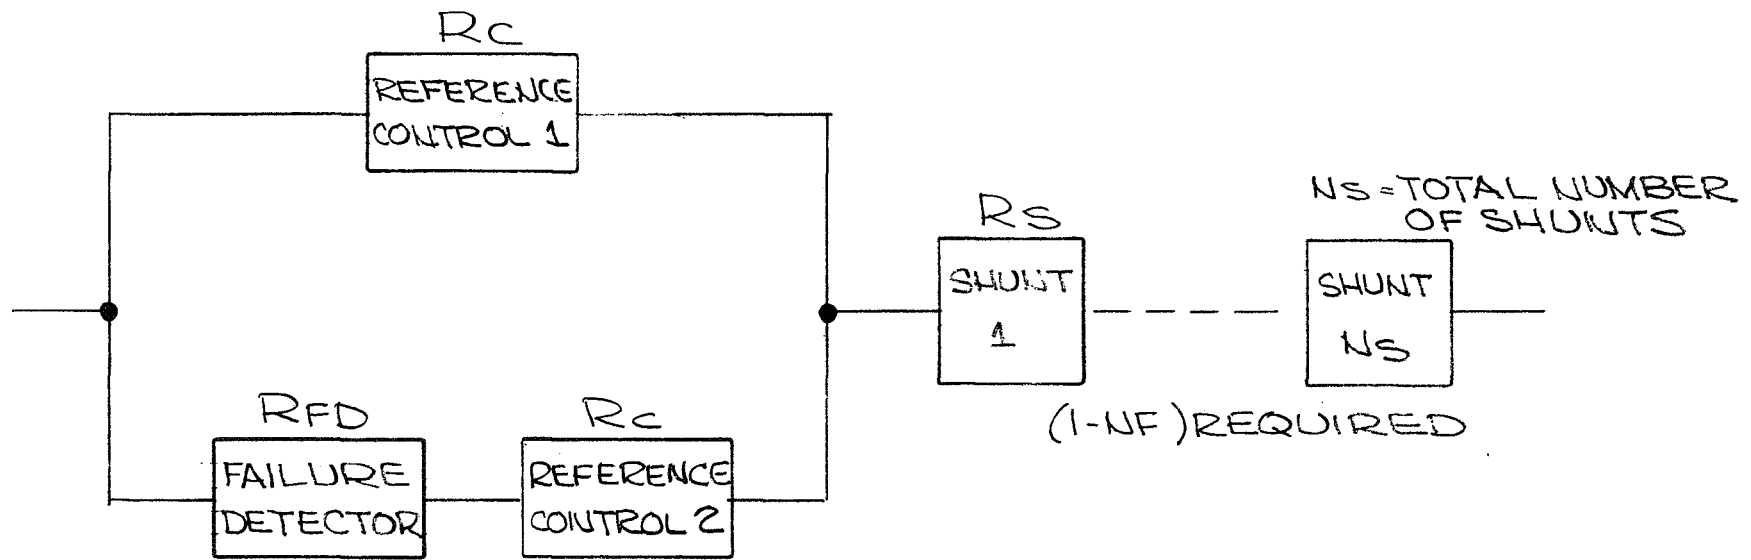 RC
REFERENCE
CONTROL 1
NS = TOTAL NUMBER
OF SHUNTS
RS
SHUNT
1
SHUNT
NS
(1-NF) REQUIRED
RFD
FAILURE
DETECTOR
RC
REFERENCE
CONTROL 2